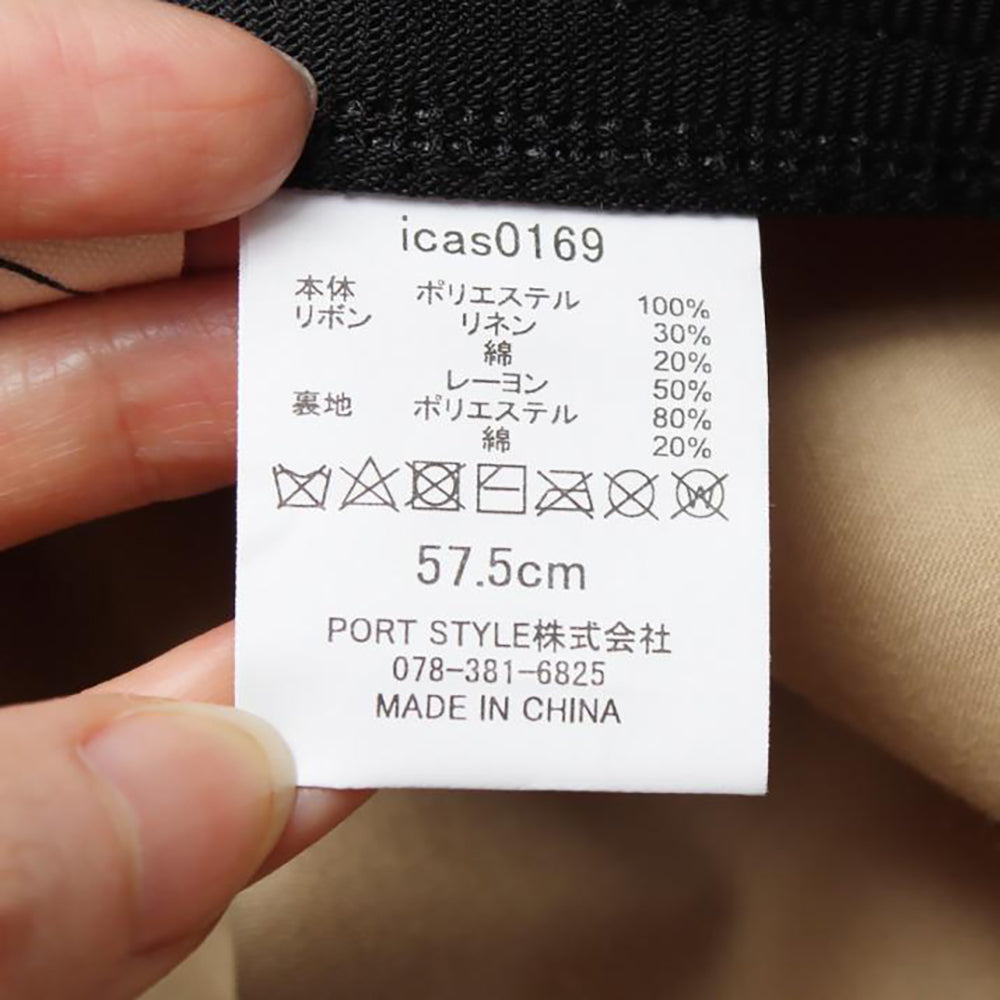 icas0169
本体 ポリエステル 100%
リボン リネン 30%
綿 20%
レーヨン 50%
裏地 ポリエステル 80%
綿 20%
57.5cm
PORT STYLE株式会社
078-381-6825
MADE IN CHINA